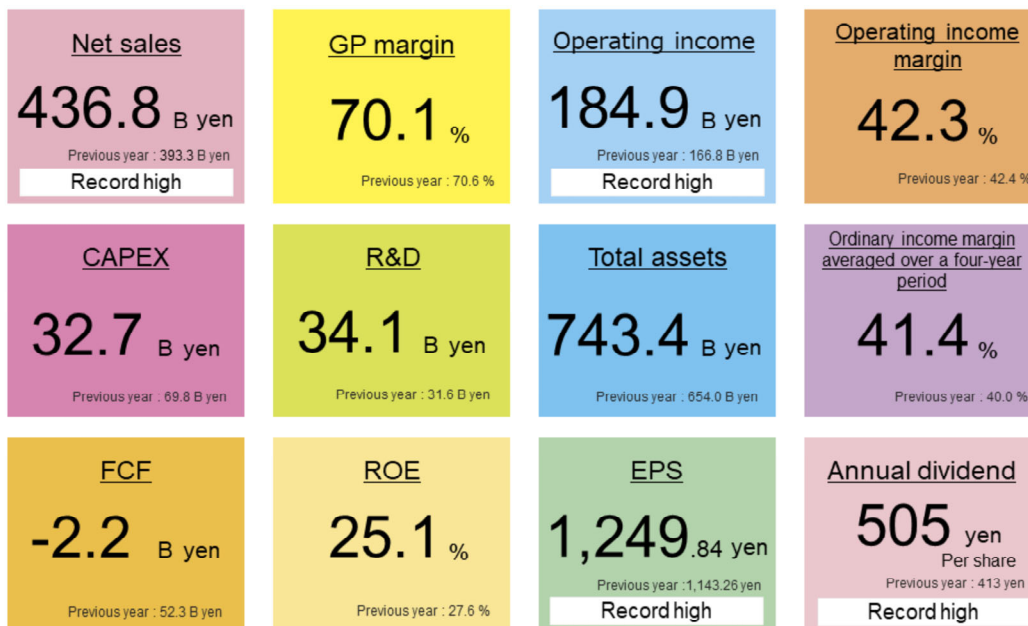 Net sales
436.8 B yen
Previous year : 393.3 B yen
Record high
GP margin
70.1 %
Previous year : 70.6 %
Operating income
184.9 B yen
Previous year : 166.8 B yen
Record high
Operating income
margin
42.3 %
Previous year : 42.4 %
CAPEX
32.7 B yen
Previous year : 69.8 B yen
R&D
34.1 B yen
Previous year : 31.6 B yen
Total assets
743.4 B yen
Previous year : 654.0 B yen
Ordinary income margin
averaged over a four-year
period
41.4 %
Previous year : 40.0 %
FCF
-2.2 B yen
Previous year : 52.3 B yen
ROE
25.1 %
Previous year : 27.6 %
EPS
1,249.84 yen
Previous year :1,143.26 yen
Record high
Annual dividend
505 yen
Per share
Previous year : 413 yen
Record high